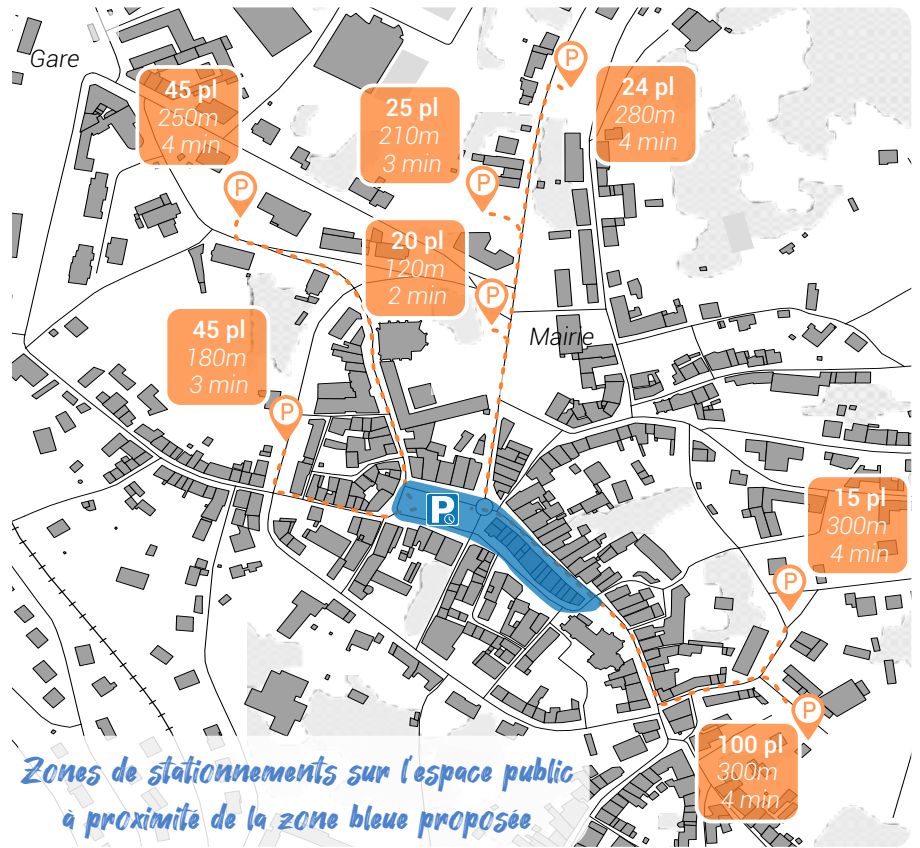 Gare
P
45 pl
250m
4 min
25 pl
210m
3 min
24 pl
280m
4 min
P
P
20 pl
120m
2 min
P
45 pl
180m
3 min
Mairie
P
P
15 pl
300m
4 min
P
P
100 pl
300m
4 min
Zones de stationnements sur l'espace public
à proximité de la zone bleue proposée